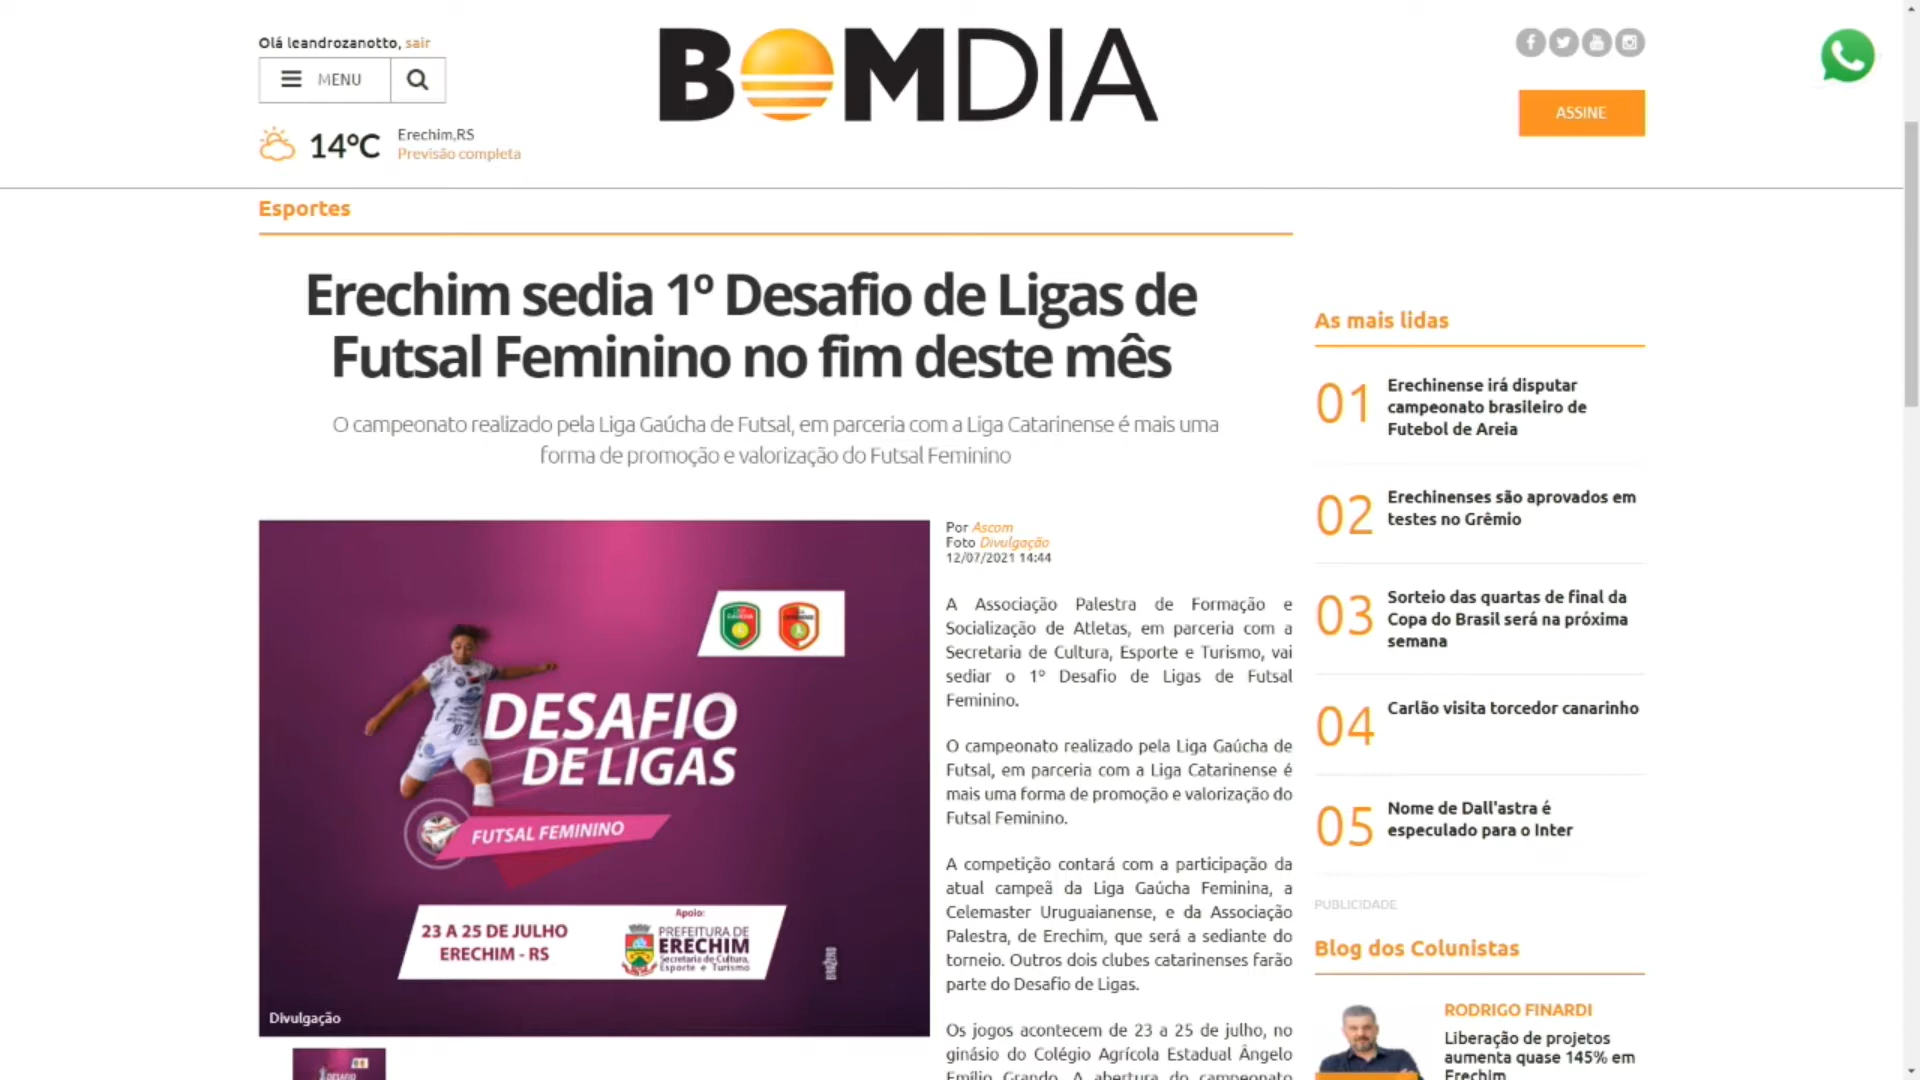 Olá leandrozanotto, sair
MENU
14ºC
Erechim,RS
Previsão completa
BOMDIA
ASSINE
Esportes
Erechim sedia 1º Desafio de Ligas de
Futsal Feminino no fim deste mês
O campeonato realizado pela Liga Gaúcha de Futsal, em parceria com a Liga Catarinense é mais uma
forma de promoção e valorização do Futsal Feminino
DESAFIO
DE LIGAS
FUTSAL FEMININO
23 A 25 DE JULHO
ERECHIM - RS
Apoio:
PREFEITURA DE
ERECHIM
Secretaria de Cultura,
Esporte e Turismo
Divulgação
Por Ascom
Foto Divulgação
12/07/2021 14:44
A Associação Palestra de Formação e
Socialização de Atletas, em parceria com a
Secretaria de Cultura, Esporte e Turismo, vai
sediar o 1º Desafio de Ligas de Futsal
Feminino.
O campeonato realizado pela Liga Gaúcha de
Futsal, em parceria com a Liga Catarinense é
mais uma forma de promoção e valorização do
Futsal Feminino.
A competição contará com a participação da
atual campeã da Liga Gaúcha Feminina, a
Celemaster Uruguaianense, e da Associação
Palestra, de Erechim, que será a sediante do
torneio. Outros dois clubes catarinenses farão
parte do Desafio de Ligas.
Os jogos acontecem de 23 a 25 de julho, no
ginásio do Colégio Agrícola Estadual Ângelo
Emílio Grando. A abertura do campeonato
As mais lidas
01
Erechinense irá disputar
campeonato brasileiro de
Futebol de Areia
02
Erechinenses são aprovados em
testes no Grêmio
03
Sorteio das quartas de final da
Copa do Brasil será na próxima
semana
04
Carlão visita torcedor canarinho
05
Nome de Dall'astra é
especulado para o Inter
PUBLICIDADE
Blog dos Colunistas
RODRIGO FINARDI
Liberação de projetos
aumenta quase 145% em
Erechim